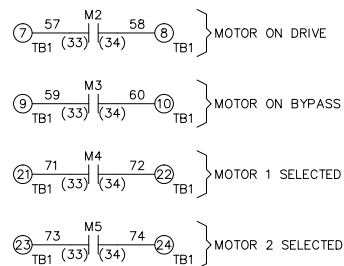 M2
7 57 58 8 MOTOR ON DRIVE
TB1 (33) (34) TB1
M3
9 59 60 10 MOTOR ON BYPASS
TB1 (33) (34) TB1
M4
21 71 72 22 MOTOR 1 SELECTED
TB1 (33) (34) TB1
M5
23 73 74 24 MOTOR 2 SELECTED
TB1 (33) (34) TB1